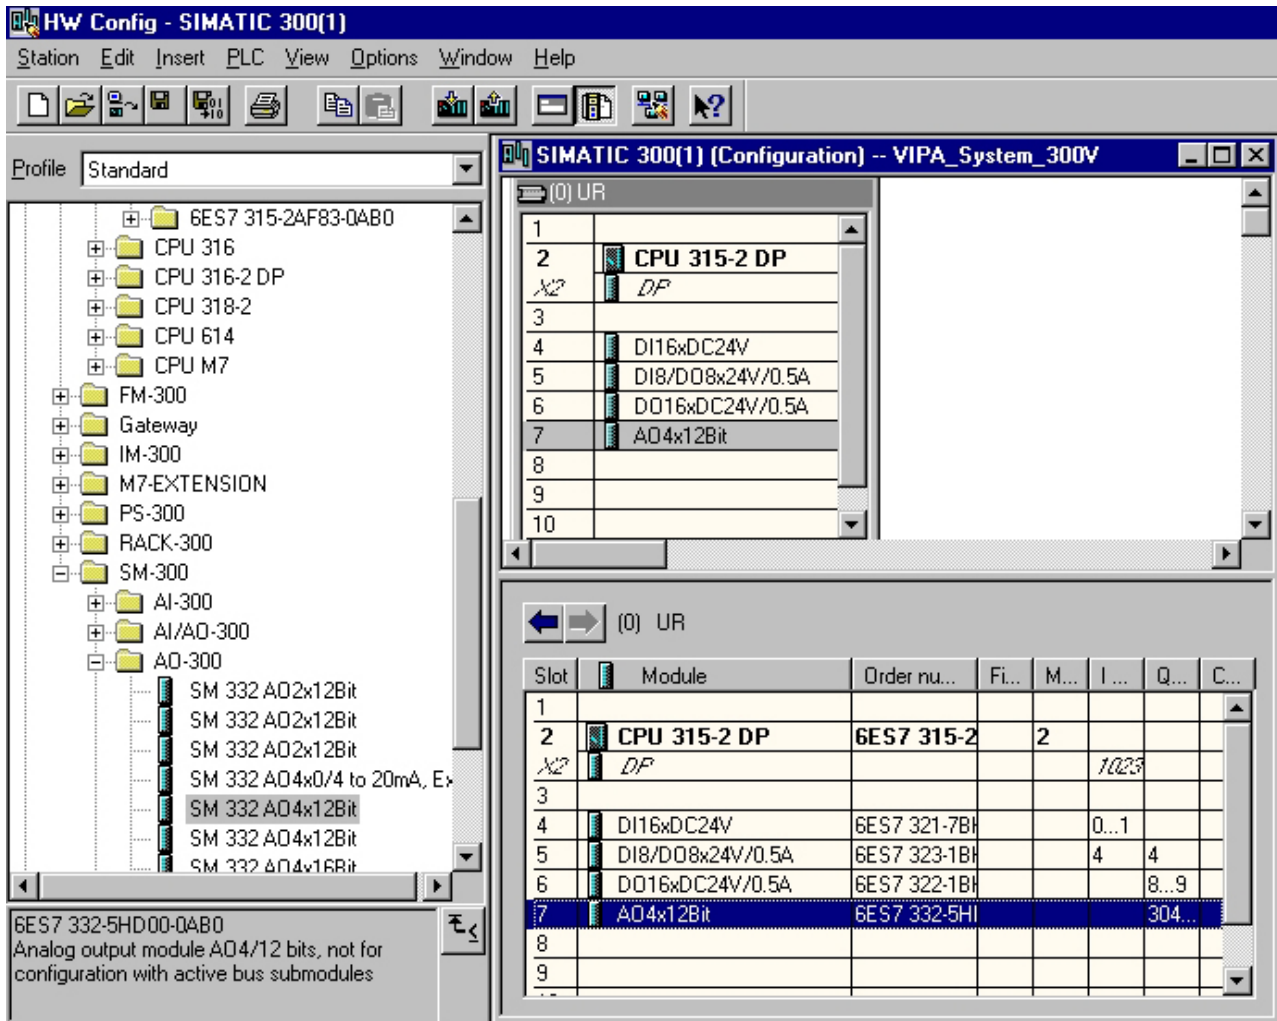 HW Config - SIMATIC 300(1)
Station Edit Insert PLC View Options Window Help
Profile Standard
6ES7 315-2AF83-0AB0
CPU 316
CPU 316-2 DP
CPU 318-2
CPU 614
CPU M7
FM-300
Gateway
IM-300
M7-EXTENSION
PS-300
RACK-300
SM-300
AI-300
AI/AO-300
AO-300
SM 332 AO2x12Bit
SM 332 AO2x12Bit
SM 332 AO2x12Bit
SM 332 AO4x0/4 to 20mA, Ex
SM 332 AO4x12Bit
SM 332 AO4x12Bit
SM 332 AO4x16Bit
6ES7 332-5HD00-0AB0
Analog output module AO4/12 bits, not for
configuration with active bus submodules
SIMATIC 300(1) (Configuration) -- VIPA_System_300V
(0) UR
1
2 CPU 315-2 DP
X2 DP
3
4 DI16xDC24V
5 DI8/DO8x24V/0.5A
6 DO16xDC24V/0.5A
7 AO4x12Bit
8
9
10
(0) UR
Slot Module Order nu... Fi... M... I ... Q... C...
1
2 CPU 315-2 DP 6ES7 315-2 2
X2 DP 1023
3
4 DI16xDC24V 6ES7 321-7BH 0...1
5 DI8/DO8x24V/0.5A 6ES7 323-1BH 4 4
6 DO16xDC24V/0.5A 6ES7 322-1BH 8...9
7 AO4x12Bit 6ES7 332-5HI 304...
8
9